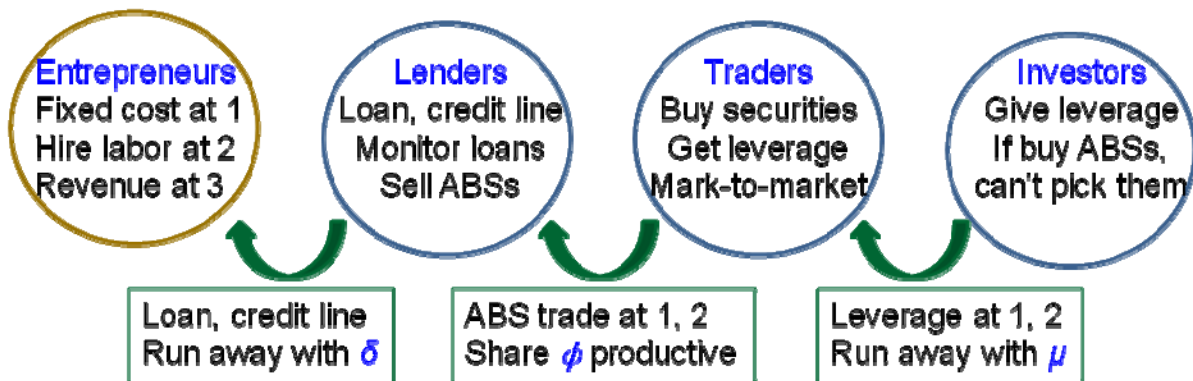 Entrepreneurs
Fixed cost at 1
Hire labor at 2
Revenue at 3
Lenders
Loan, credit line
Monitor loans
Sell ABSs
Traders
Buy securities
Get leverage
Mark-to-market
Investors
Give leverage
If buy ABSs,
can't pick them
Loan, credit line
Run away with δ
ABS trade at 1, 2
Share ϕ productive
Leverage at 1, 2
Run away with μ